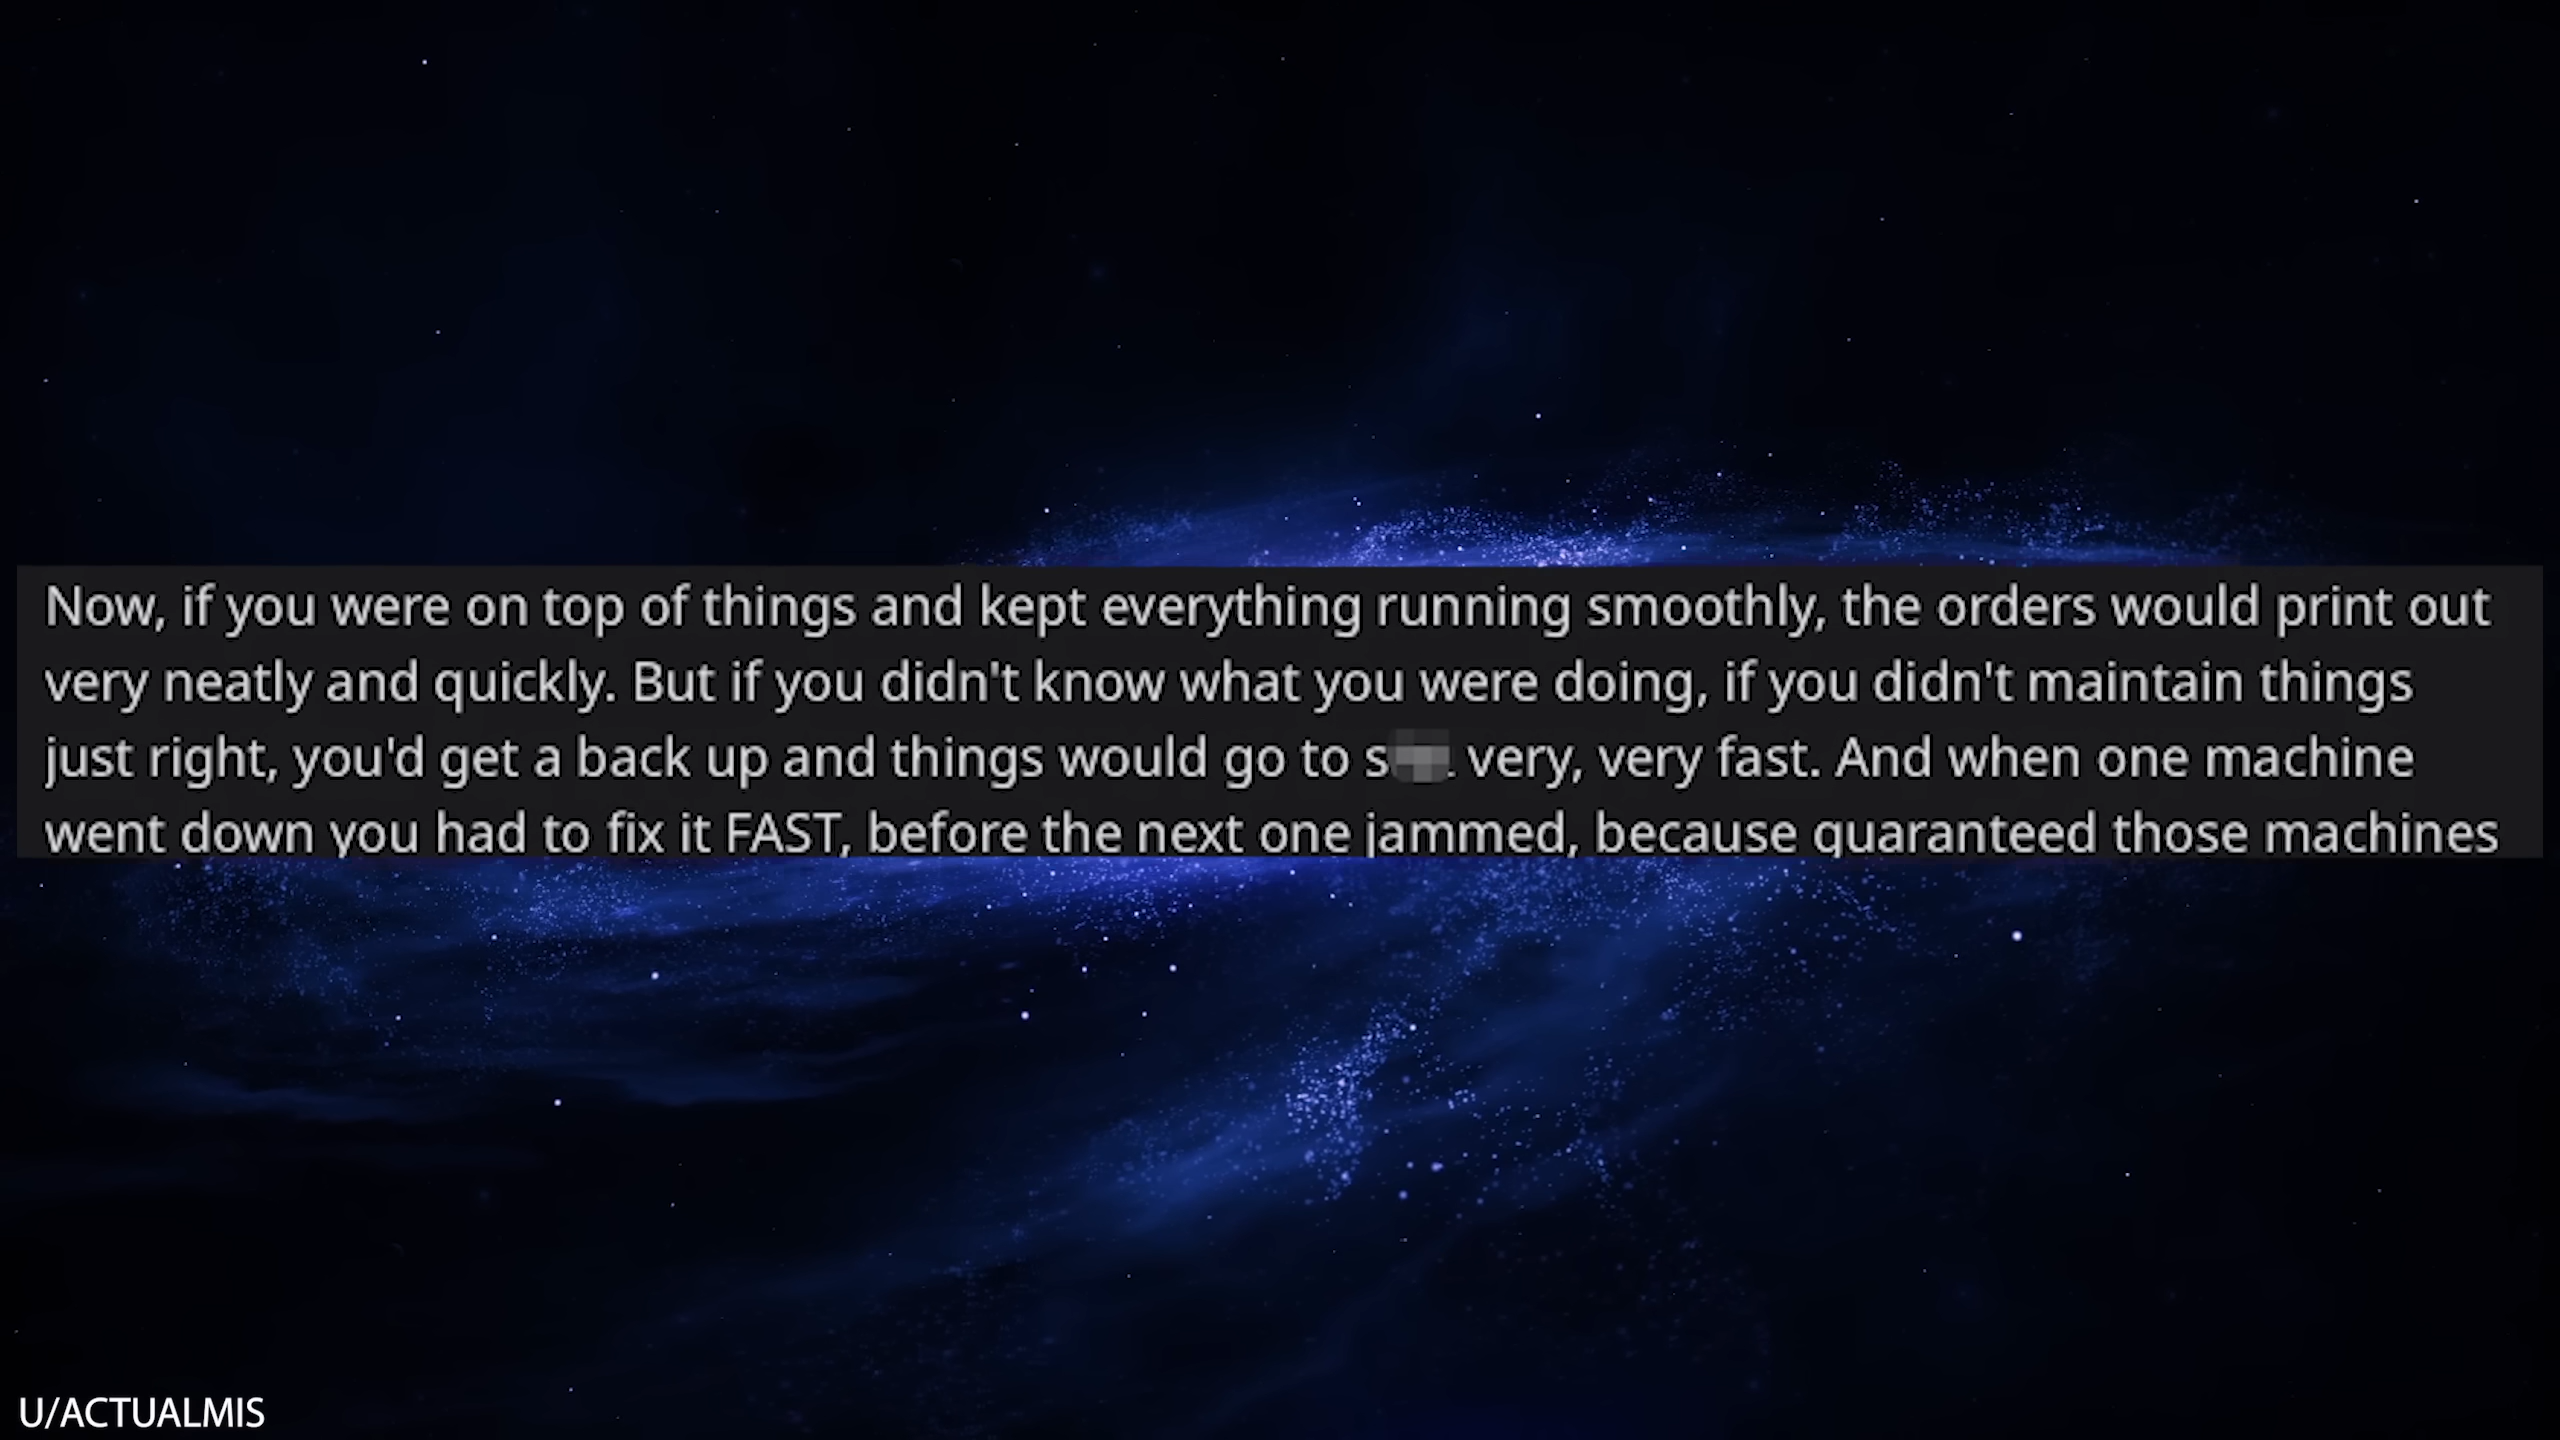 Now, if you were on top of things and kept everything running smoothly, the orders would print out
very neatly and quickly. But if you didn't know what you were doing, if you didn't maintain things
just right, you'd get a back up and things would go to very, very fast. And when one machine
went down you had to fix it FAST, before the next one jammed, because guaranteed those machines
U/ACTUALMIS